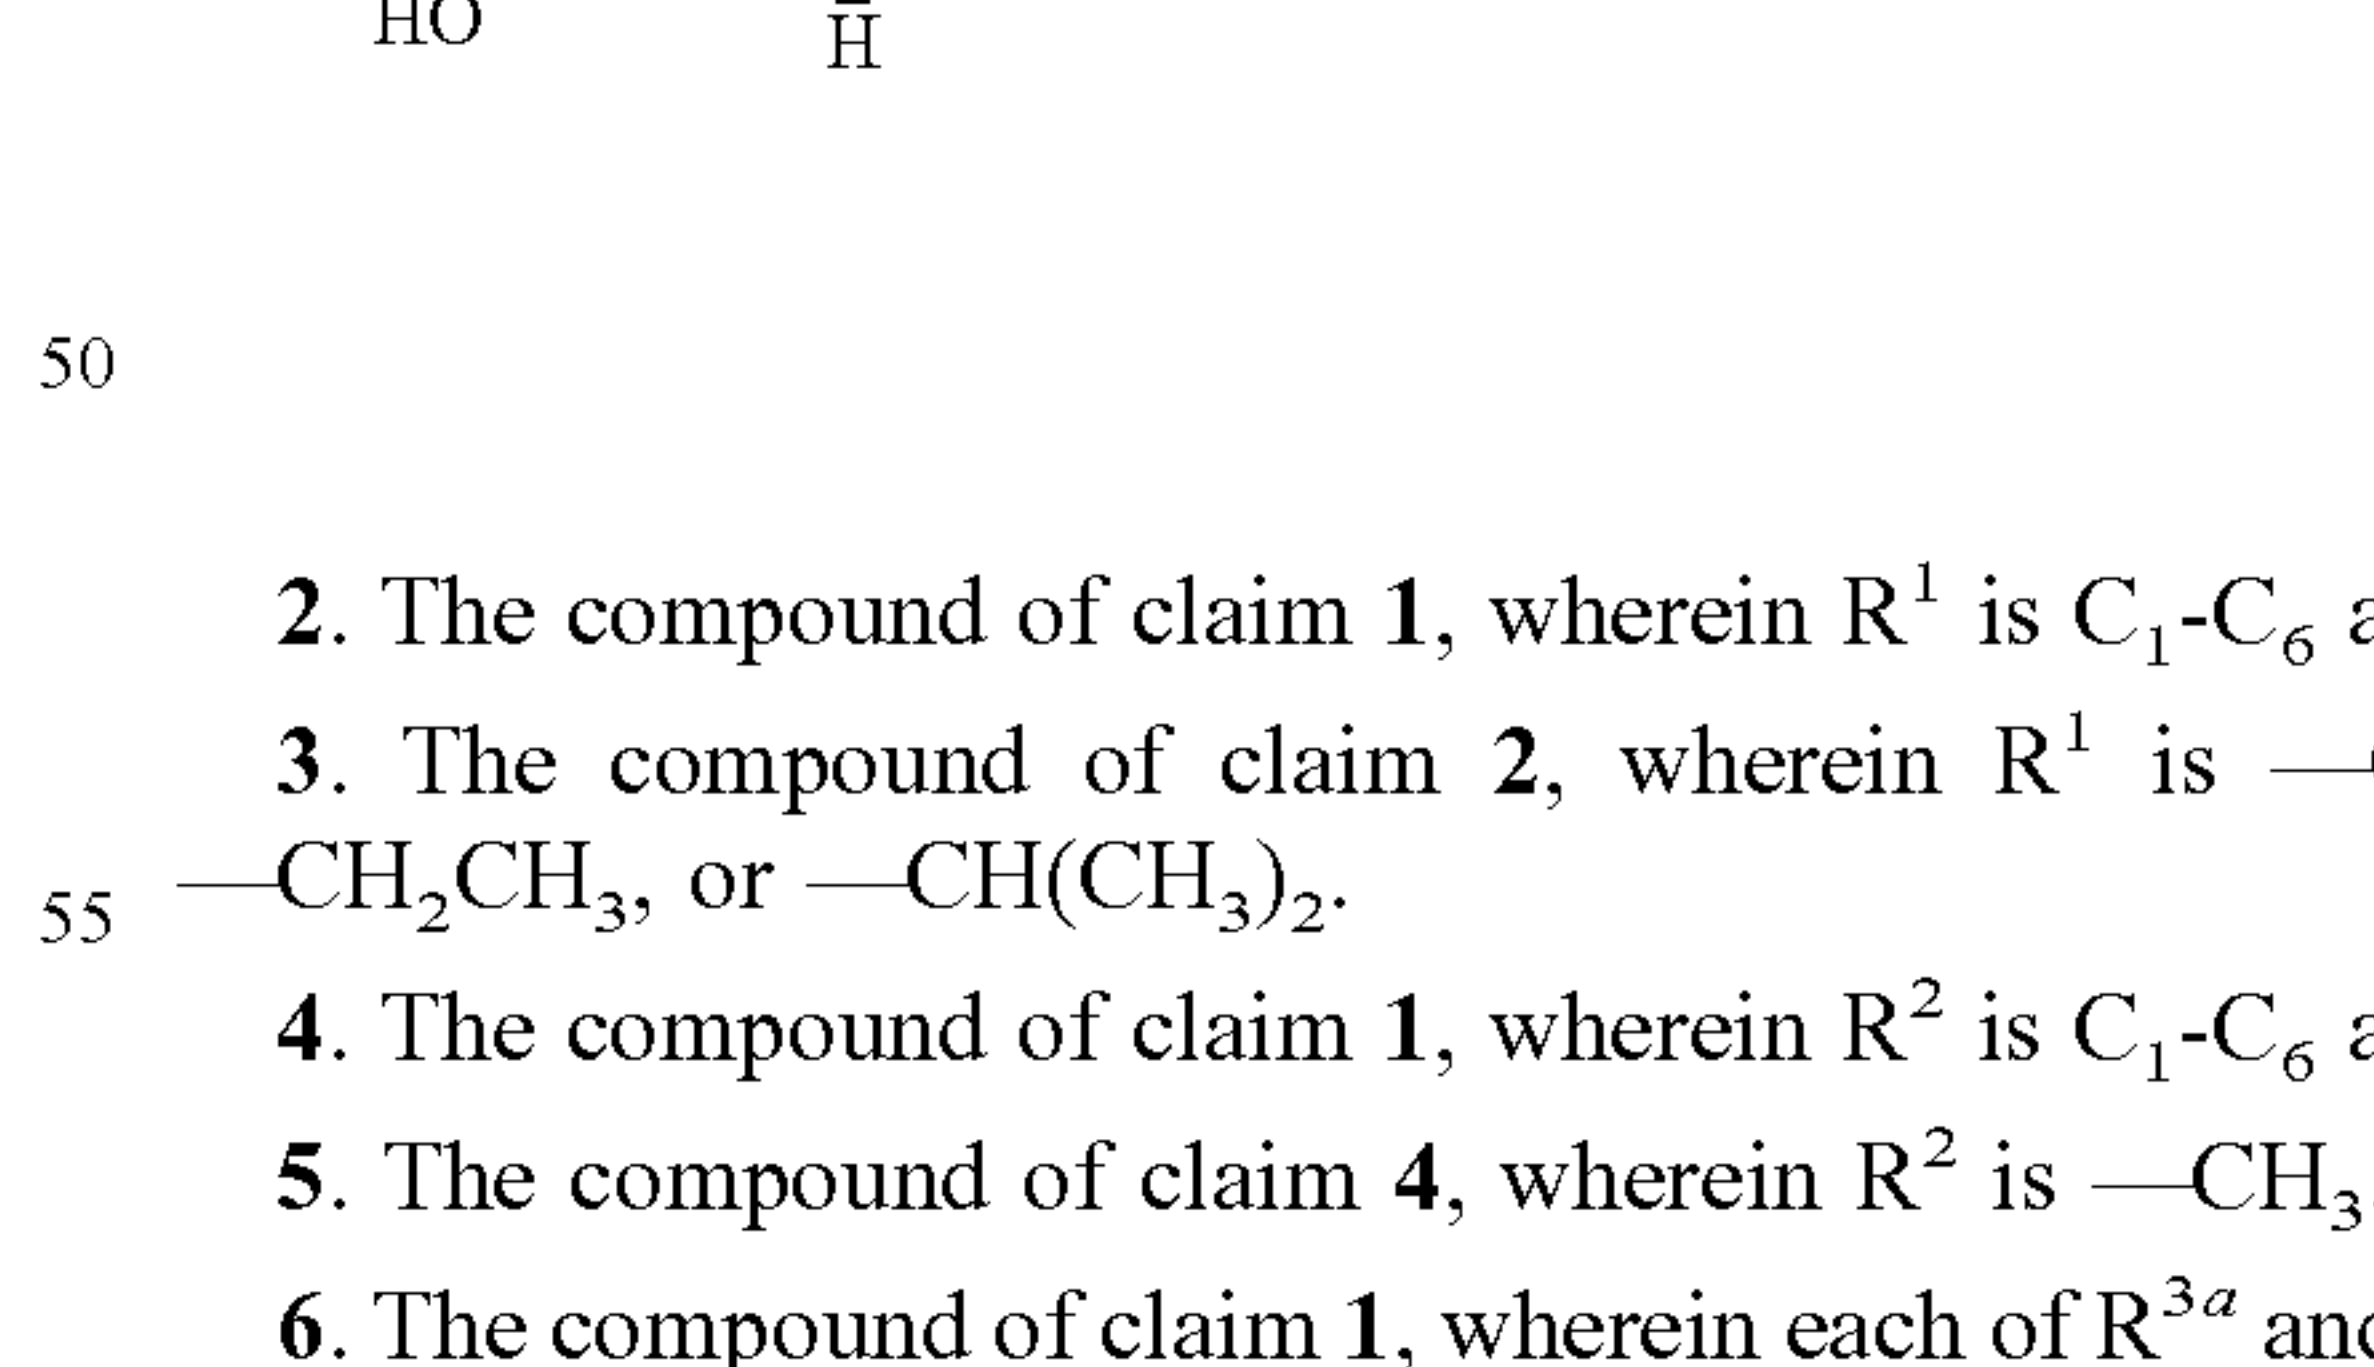 HO
H
50
2. The compound of claim 1, wherein R¹ is C₁-C₆
3. The compound of claim 2, wherein R¹ is —
—CH₂CH₃, or —CH(CH₃)₂.
55
4. The compound of claim 1, wherein R² is C₁-C₆
5. The compound of claim 4, wherein R² is —CH₃
6. The compound of claim 1, wherein each of R³ᵃ and